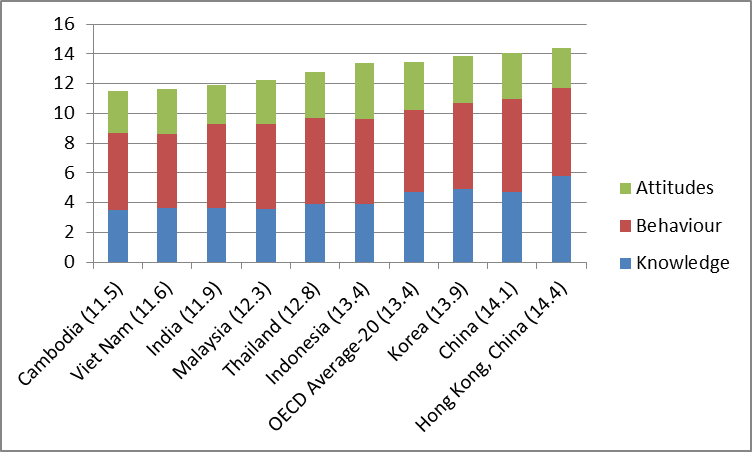 16
14
12
10
8
6
4
2
0
Attitudes
Behaviour
Knowledge
Cambodia (11.5)
Viet Nam (11.6)
India (11.9)
Malaysia (12.3)
Thailand (12.8)
Indonesia (13.4)
OECD Average-20 (13.4)
Korea (13.9)
China (14.1)
Hong Kong, China (14.4)